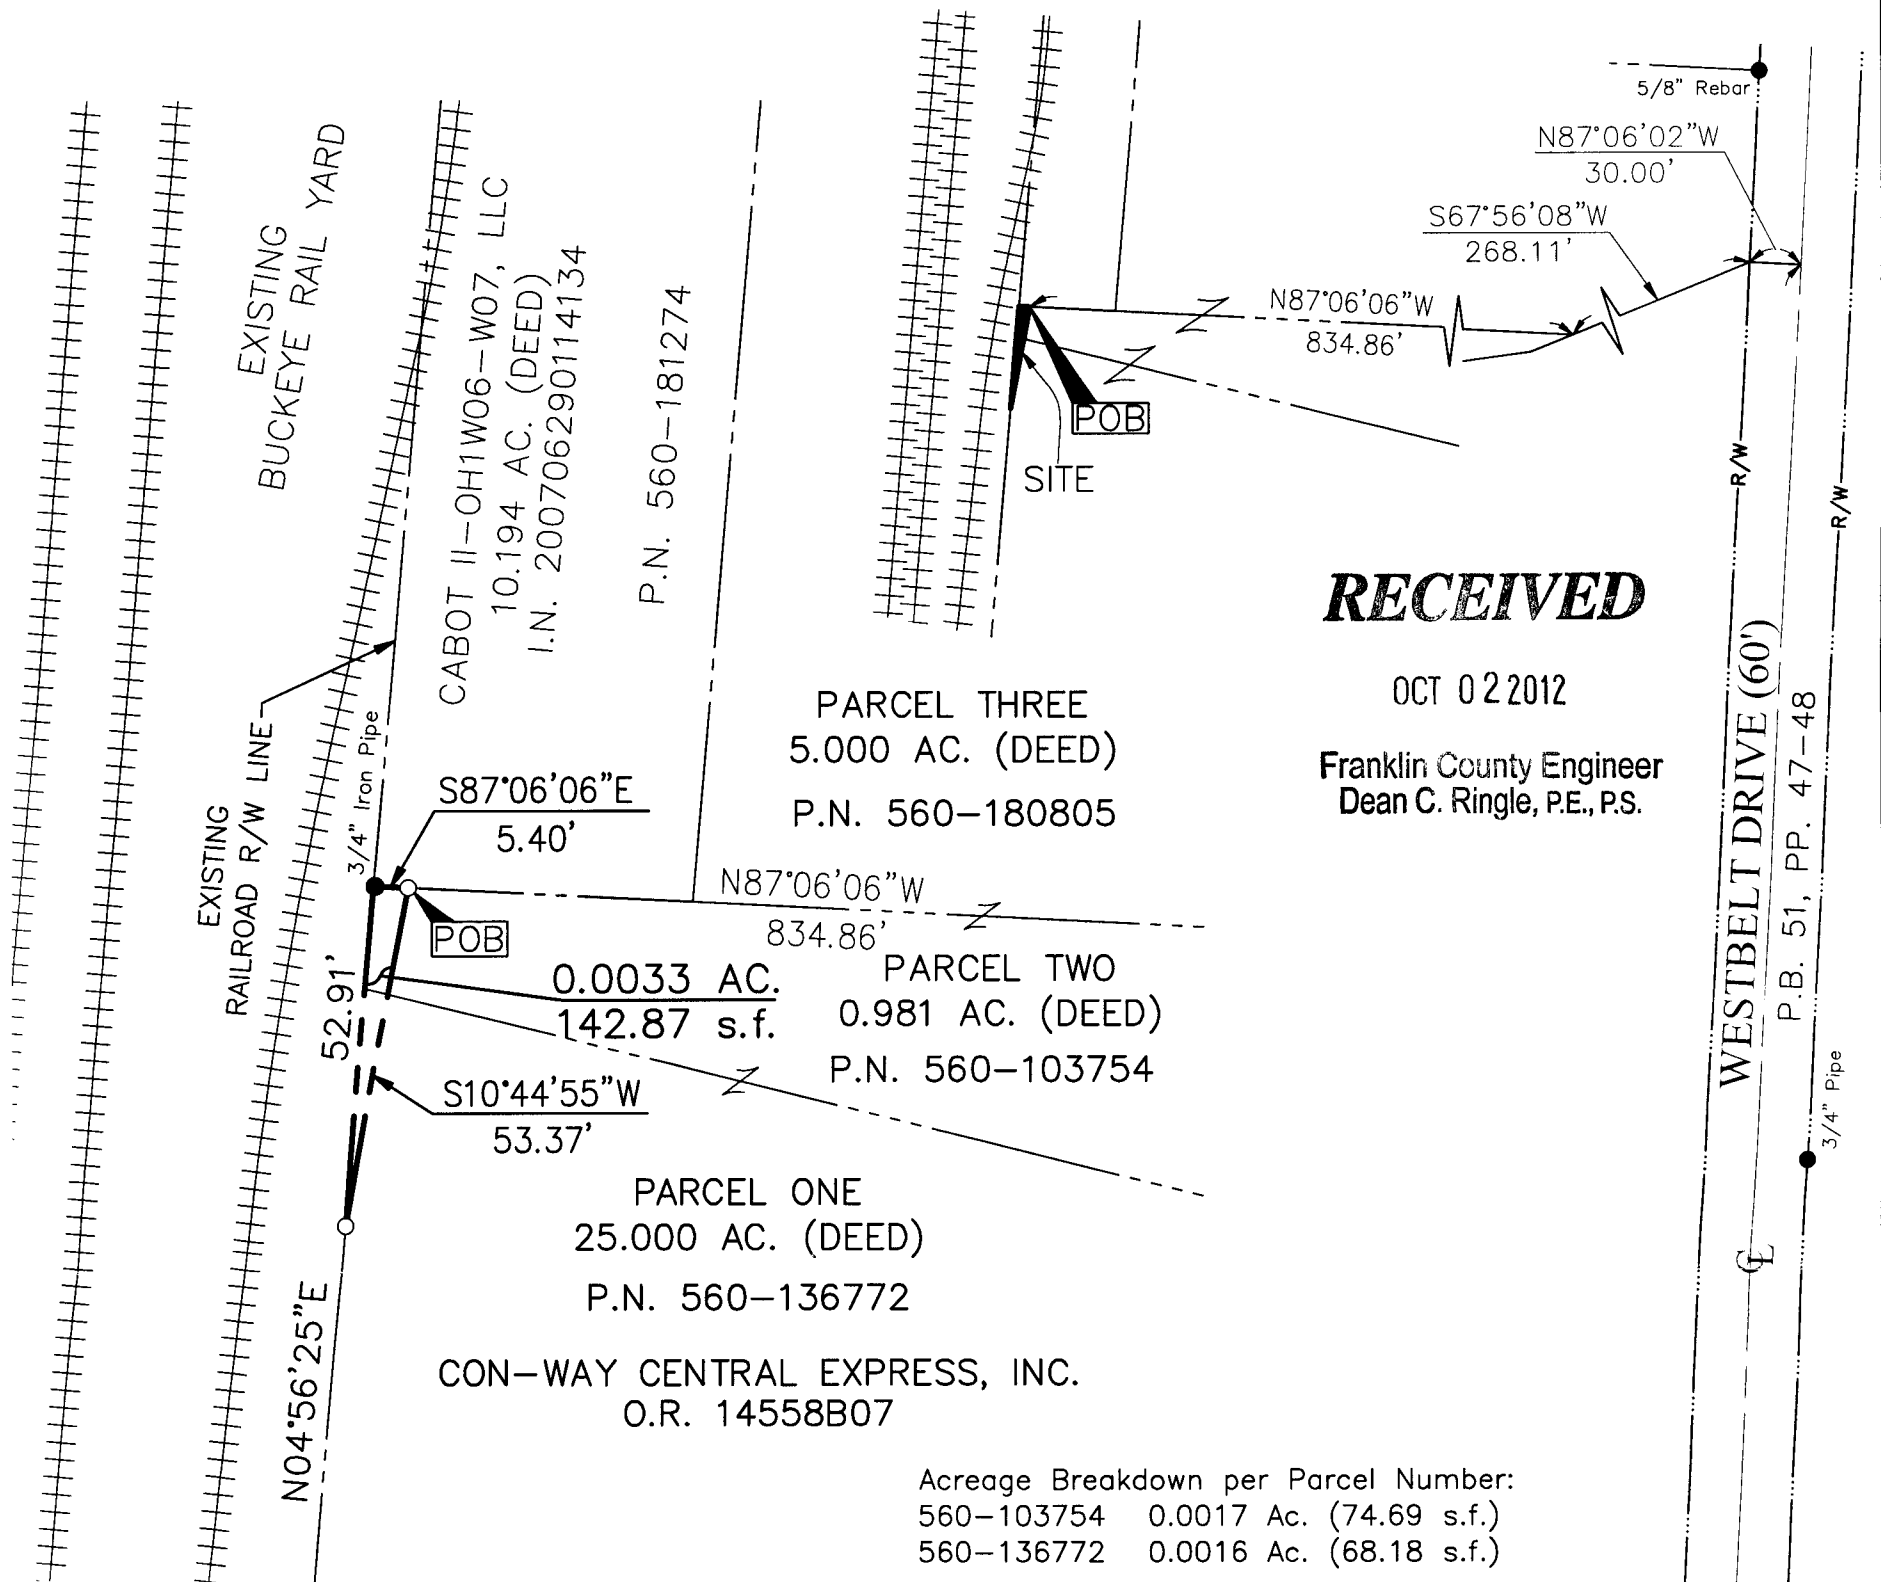 5/8" Rebar
N87°06'02"W
30.00'
S67°56'08"W
268.11'
N87°06'06"W
834.86'
POB
SITE
EXISTING
BUCKEYE RAIL YARD
CABOT II-OH1W06-W07, LLC
10.194 AC. (DEED)
I.N. 200706290114134
P.N. 560-181274
R/W
R/W
RECEIVED
OCT 02 2012
Franklin County Engineer
Dean C. Ringle, P.E., P.S.
WESTBELT DRIVE (60')
P.B. 51, PP. 47-48
3/4" Pipe
CL
PARCEL THREE
5.000 AC. (DEED)
P.N. 560-180805
EXISTING
RAILROAD R/W LINE
3/4" Iron Pipe
S87°06'06"E
5.40'
N87°06'06"W
834.86'
POB
52.91'
0.0033 AC.
142.87 s.f.
PARCEL TWO
0.981 AC. (DEED)
P.N. 560-103754
S10°44'55"W
53.37'
PARCEL ONE
25.000 AC. (DEED)
P.N. 560-136772
N04°56'25"E
CON-WAY CENTRAL EXPRESS, INC.
O.R. 14558B07
Acreage Breakdown per Parcel Number:
560-103754 0.0017 Ac. (74.69 s.f.)
560-136772 0.0016 Ac. (68.18 s.f.)